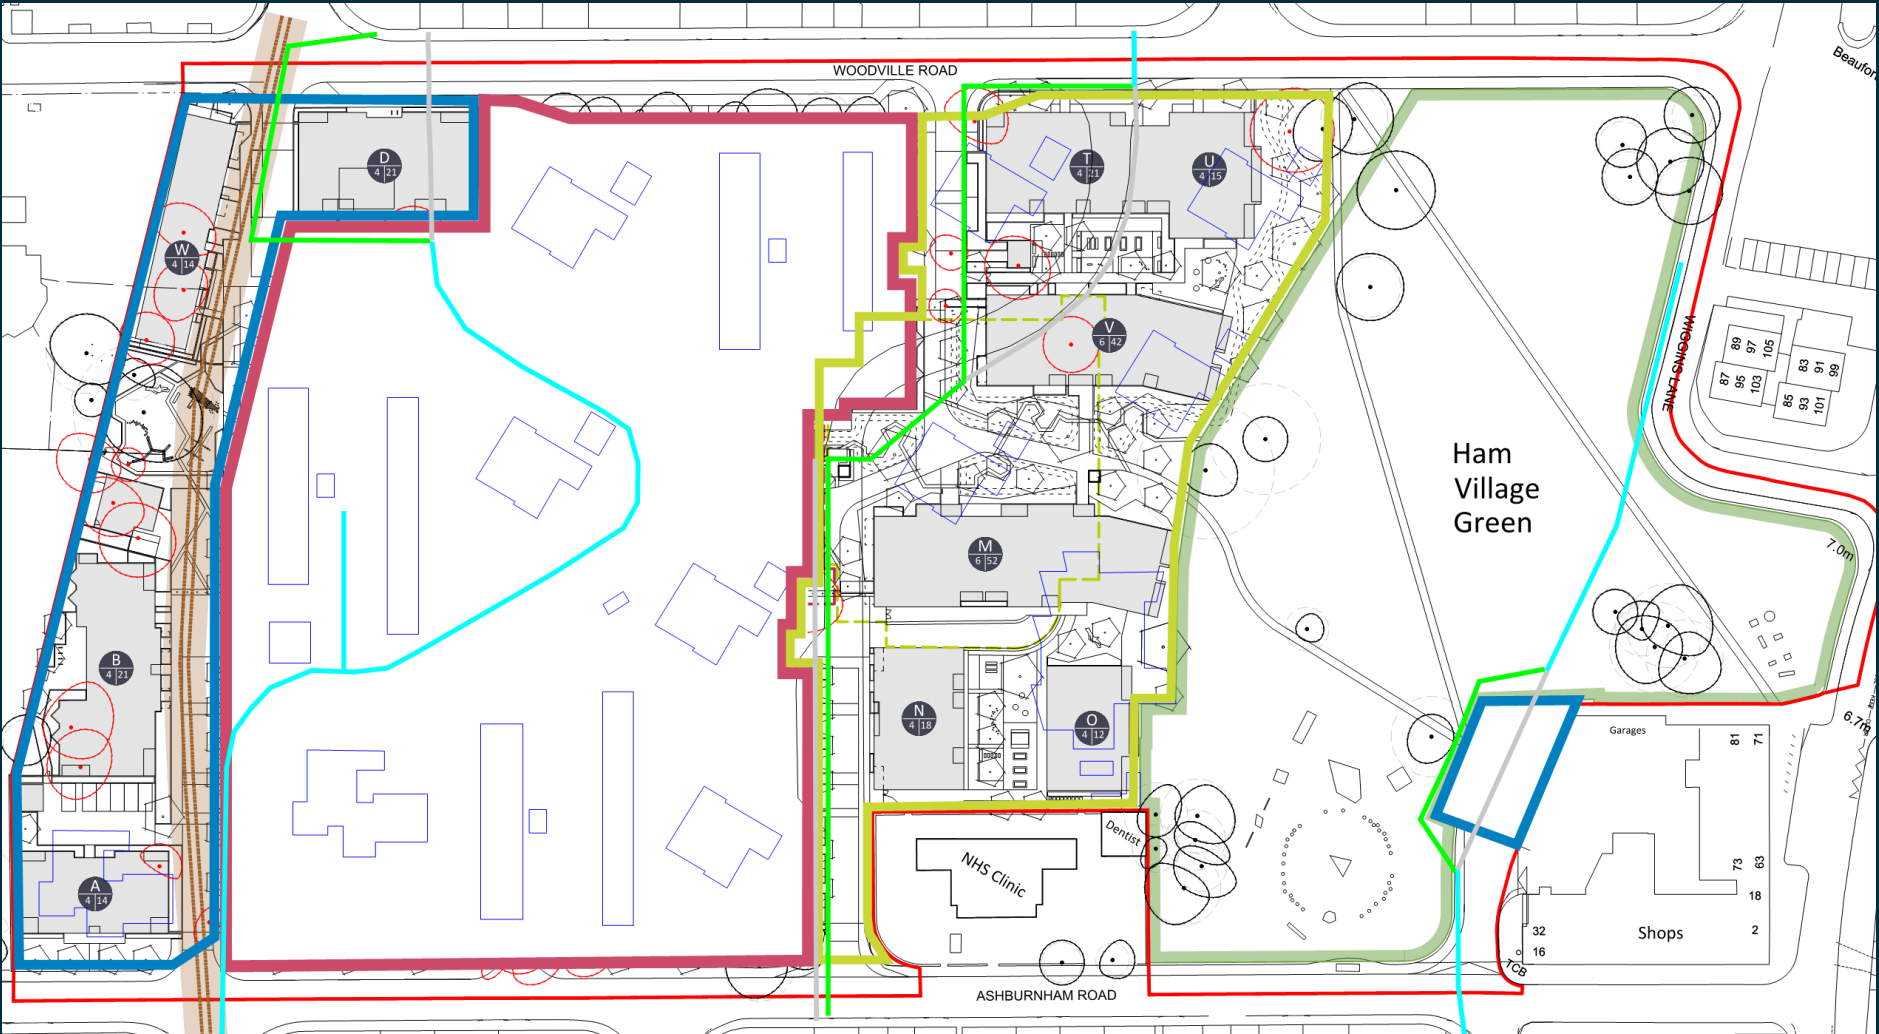 WOODVILLE ROAD
Beaufor
D
4 21
T
4 21
U
4 15
W
4 14
V
6 42
WIGGINS LANE
89
97
105
87
95
103
83
91
99
85
93
101
Ham
Village
Green
7.0m
M
6 52
B
4 21
N
4 18
O
4 12
6.7m
Garages
81
71
Dentist
NHS Clinic
73
63
18
A
4 14
32
Shops
2
16
TCB
ASHBURNHAM ROAD